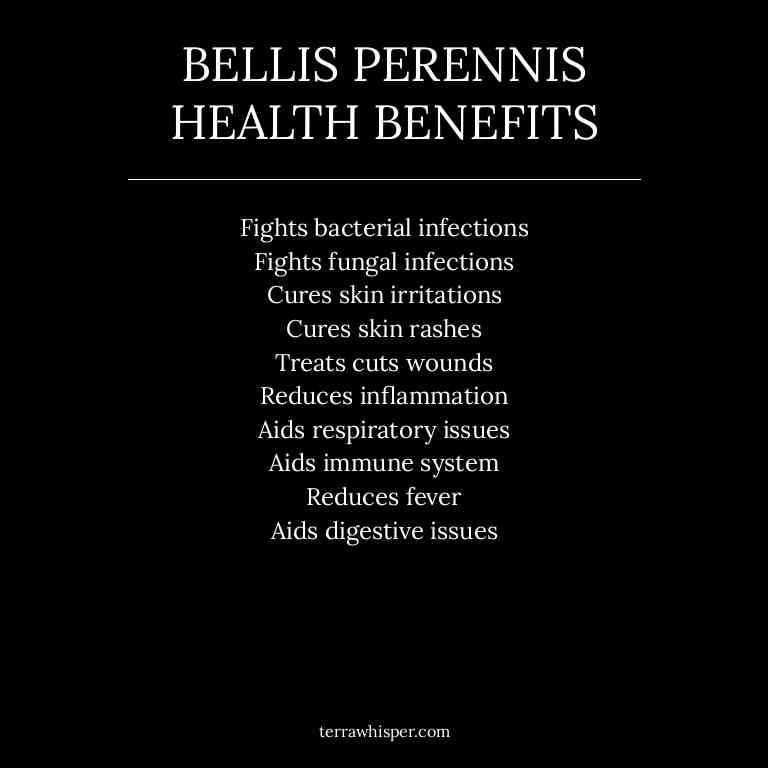 BELLIS PERENNIS
HEALTH BENEFITS
Fights bacterial infections
Fights fungal infections
Cures skin irritations
Cures skin rashes
Treats cuts wounds
Reduces inflammation
Aids respiratory issues
Aids immune system
Reduces fever
Aids digestive issues
terrawhisper.com